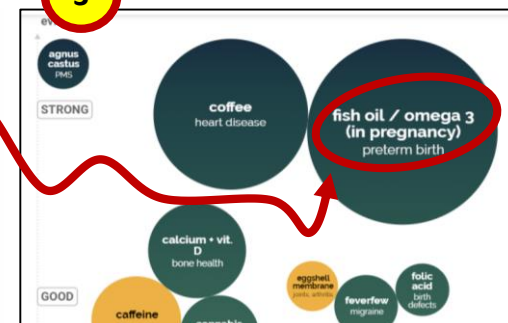 agnus
castus
PMS
STRONG
coffee
heart disease
fish oil / omega 3
(in pregnancy)
preterm birth
calcium + vit.
D
bone health
eggshell
membrane
joints, arthritis
folic
acid
birth
defects
feverfew
migraine
GOOD
caffeine